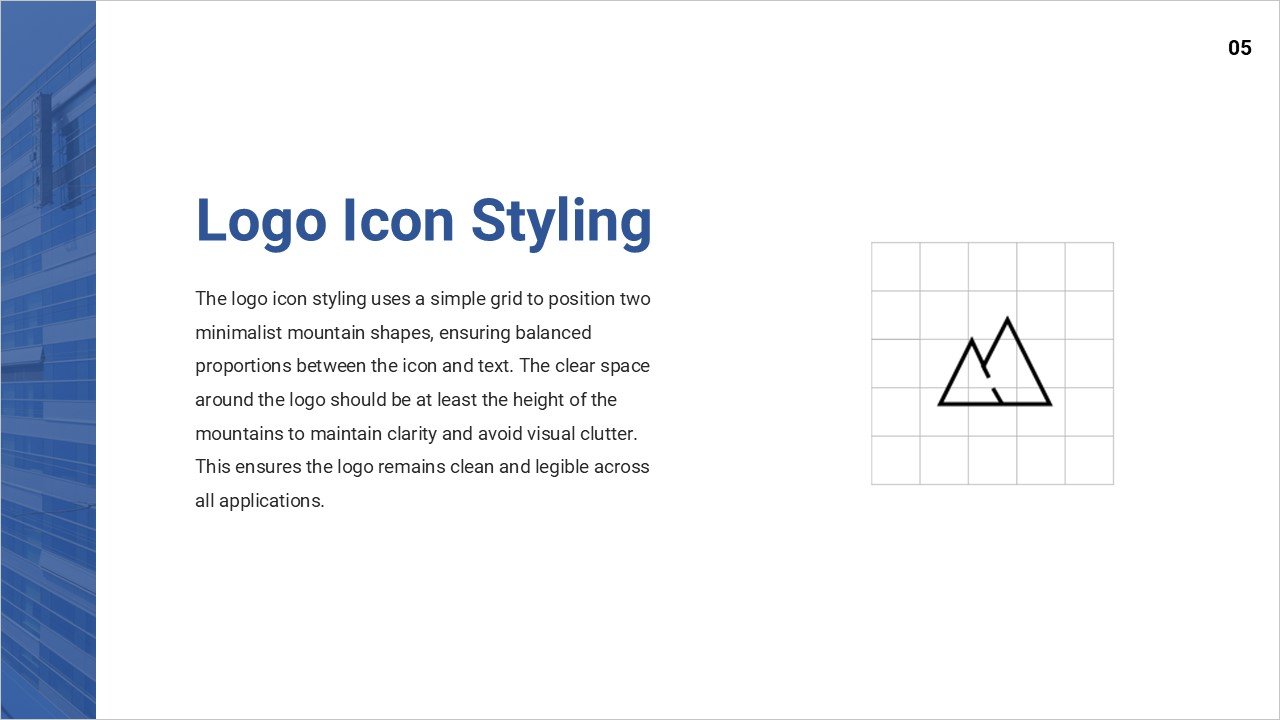 05
Logo Icon Styling
The logo icon styling uses a simple grid to position two
minimalist mountain shapes, ensuring balanced
proportions between the icon and text. The clear space
around the logo should be at least the height of the
mountains to maintain clarity and avoid visual clutter.
This ensures the logo remains clean and legible across
all applications.